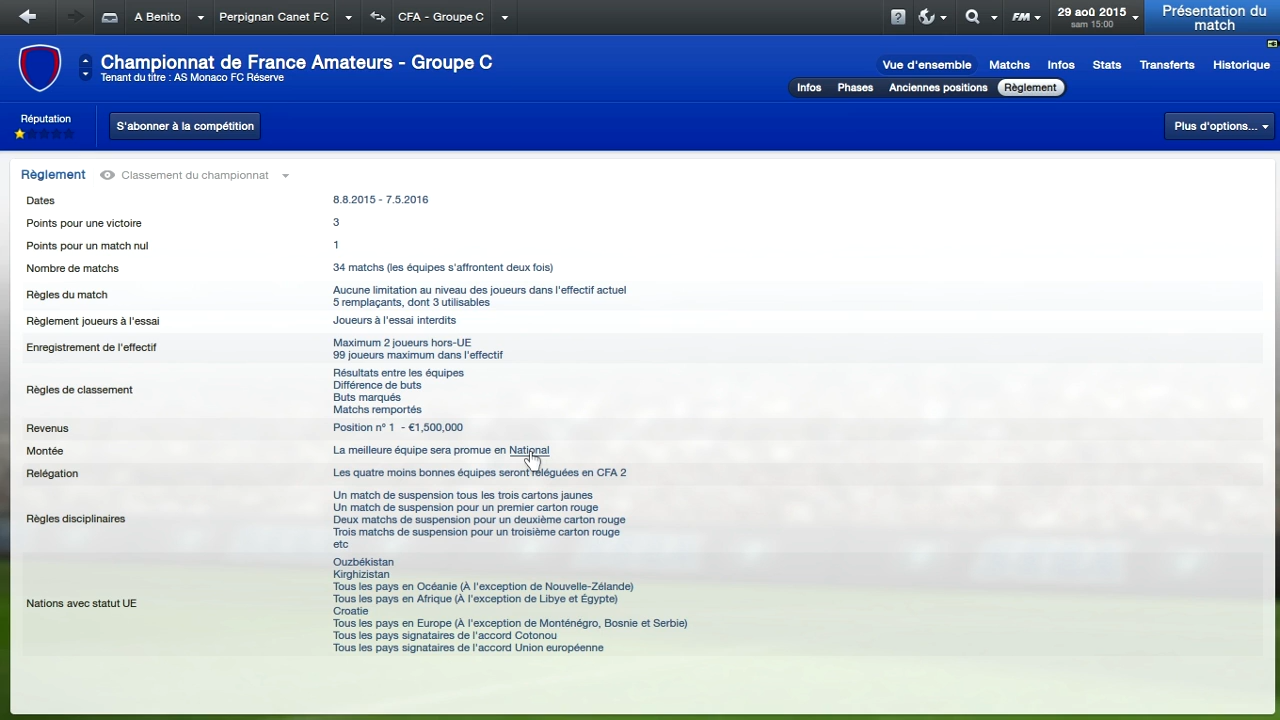 A Benito
Perpignan Canet FC
CFA - Groupe C
?
FM
29 aoû 2015
sam 15:00
Présentation du
match
Championnat de France Amateurs - Groupe C
Tenant du titre : AS Monaco FC Réserve
Vue d'ensemble
Matchs
Infos
Stats
Transferts
Historique
Infos
Phases
Anciennes positions
Règlement
Réputation
S'abonner à la compétition
Plus d'options...
Règlement
Classement du championnat
Dates
8.8.2015 - 7.5.2016
Points pour une victoire
3
Points pour un match nul
1
Nombre de matchs
34 matchs (les équipes s'affrontent deux fois)
Règles du match
Aucune limitation au niveau des joueurs dans l'effectif actuel
5 remplaçants, dont 3 utilisables
Règlement joueurs à l'essai
Joueurs à l'essai interdits
Enregistrement de l'effectif
Maximum 2 joueurs hors-UE
99 joueurs maximum dans l'effectif
Règles de classement
Résultats entre les équipes
Différence de buts
Buts marqués
Matchs remportés
Revenus
Position n° 1 - €1,500,000
Montée
La meilleure équipe sera promue en National
Relégation
Les quatre moins bonnes équipes seront reléguées en CFA 2
Règles disciplinaires
Un match de suspension tous les trois cartons jaunes
Un match de suspension pour un premier carton rouge
Deux matchs de suspension pour un deuxième carton rouge
Trois matchs de suspension pour un troisième carton rouge
etc
Nations avec statut UE
Ouzbékistan
Kirghizistan
Tous les pays en Océanie (À l'exception de Nouvelle-Zélande)
Tous les pays en Afrique (À l'exception de Libye et Égypte)
Croatie
Tous les pays en Europe (À l'exception de Monténégro, Bosnie et Serbie)
Tous les pays signataires de l'accord Cotonou
Tous les pays signataires de l'accord Union européenne